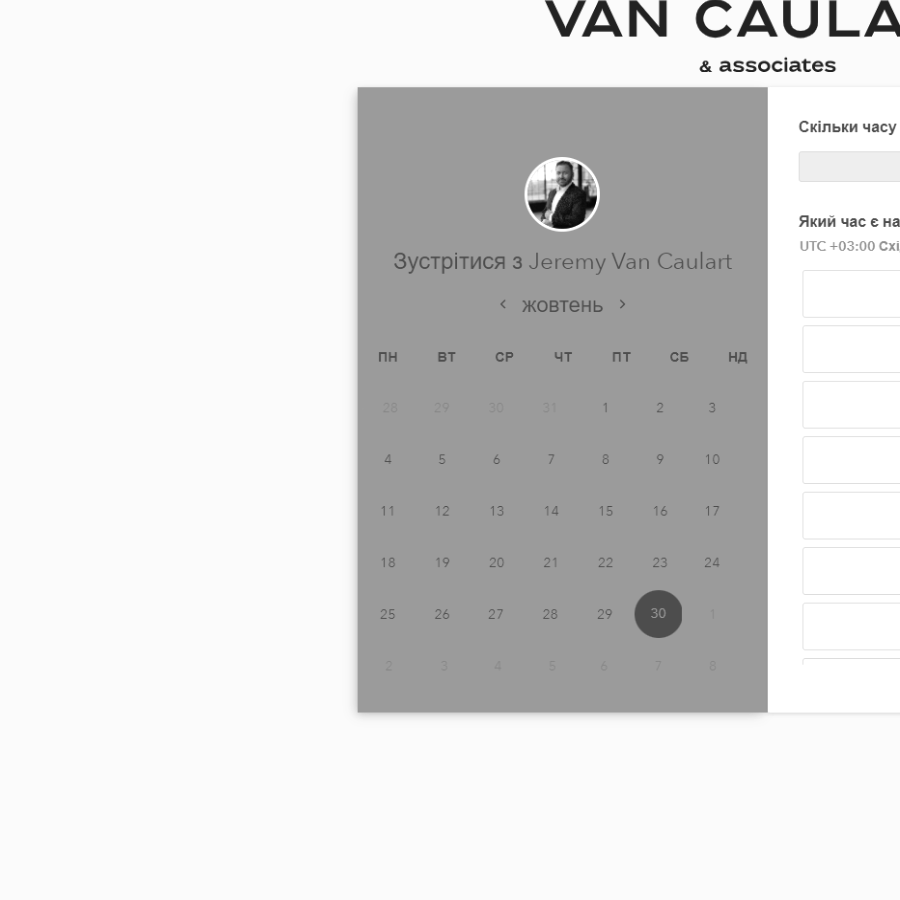 VAN CAULA
& associates
Зустрітися з Jeremy Van Caulart
жовтень
ПН ВТ СР ЧТ ПТ СБ НД
28 29 30 31 1 2 3
4 5 6 7 8 9 10
11 12 13 14 15 16 17
18 19 20 21 22 23 24
25 26 27 28 29 30 1
2 3 4 5 6 7 8
Скільки часу
Який час є на
UTC +03:00 Схі